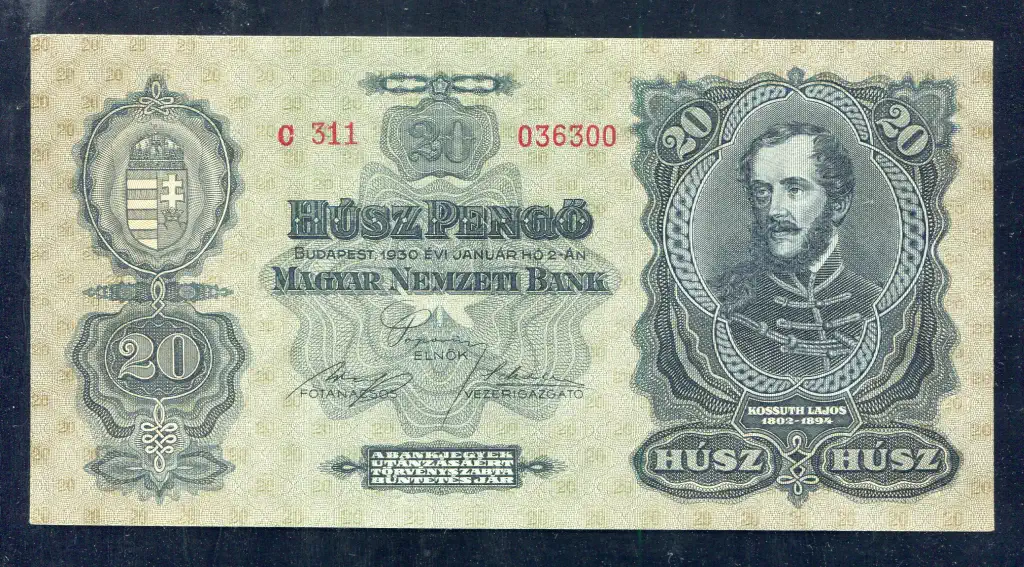 20
C 311
20
036300
HÚSZ PENGŐ
BUDAPEST, 1930 ÉVI JANUÁR HÓ 2-ÁN
MAGYAR NEMZETI BANK
ELNÖK
FŐTANÁCSOS
VEZÉRIGAZGATÓ
A BANKJEGYEK
UTÁNZÁSÁÉRT
TÖRVÉNYSZABTA
BÜNTETÉS JÁR
20 20
KOSSUTH LAJOS
1802-1894
HÚSZ HÚSZ